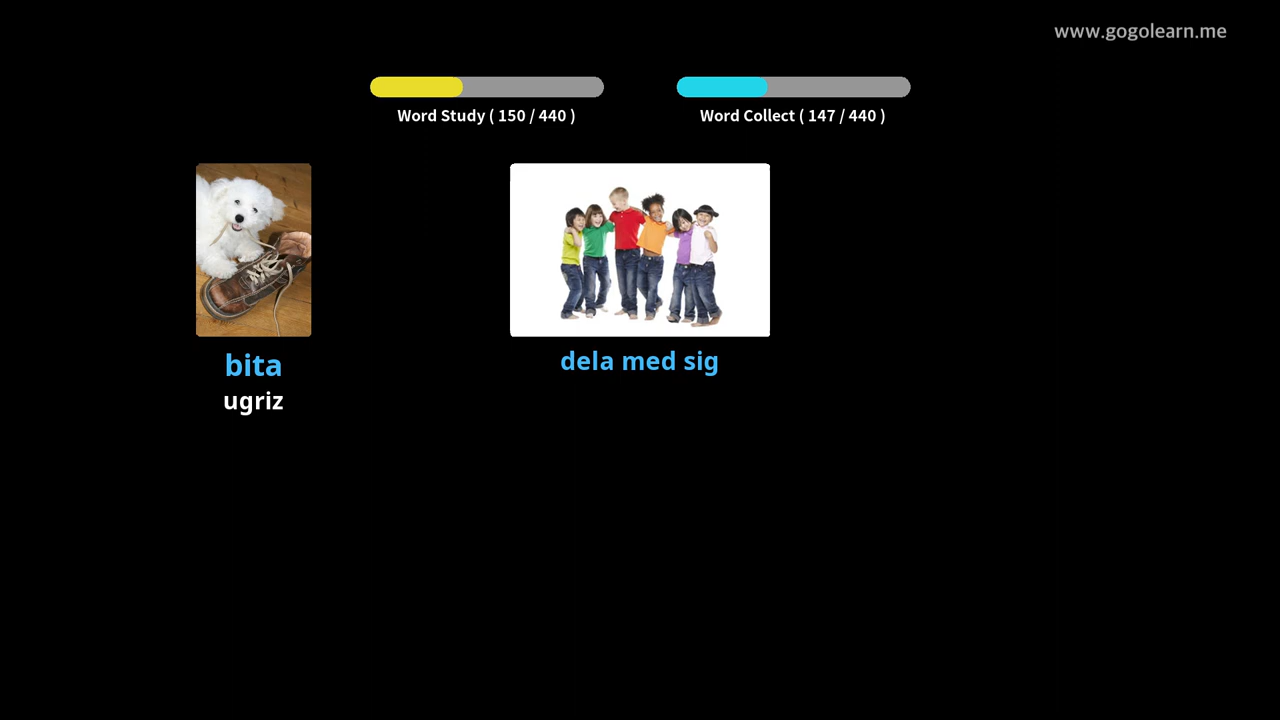 www.gogolearn.me
Word Study ( 150 / 440 )
Word Collect ( 147 / 440 )
bita
ugriz
dela med sig